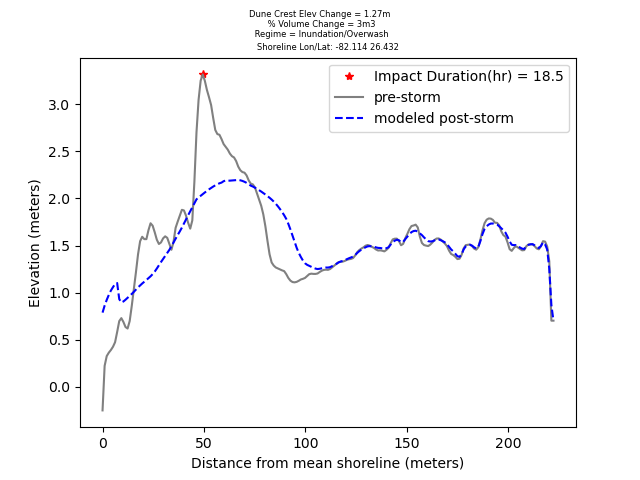 Dune Crest Elev Change = 1.27m
% Volume Change = 3m3
Regime = Inundation/Overwash
Shoreline Lon/Lat: -82.114 26.432
Impact Duration(hr) = 18.5
pre-storm
modeled post-storm
3.0
2.5
2.0
1.5
1.0
0.5
0.0
Elevation (meters)
0
50
100
150
200
Distance from mean shoreline (meters)